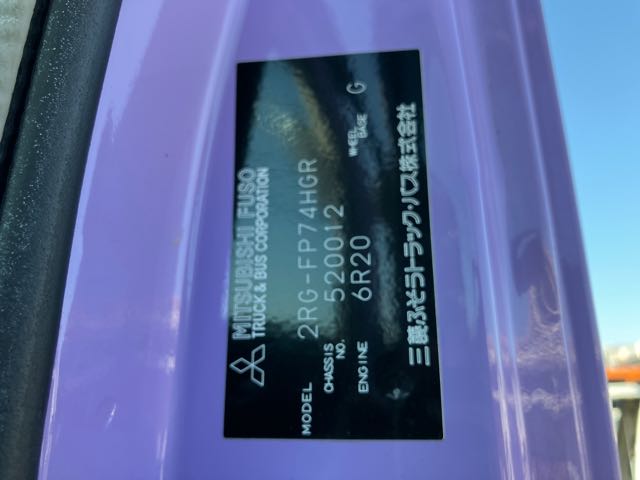 MITSUBISHI FUSO
TRUCK & BUS CORPORATION
MODEL 2RG-FP74HGR
CHASSIS NO. 520012
ENGINE 6R20 WHEEL BASE G
三菱ふそうトラック・バス株式会社